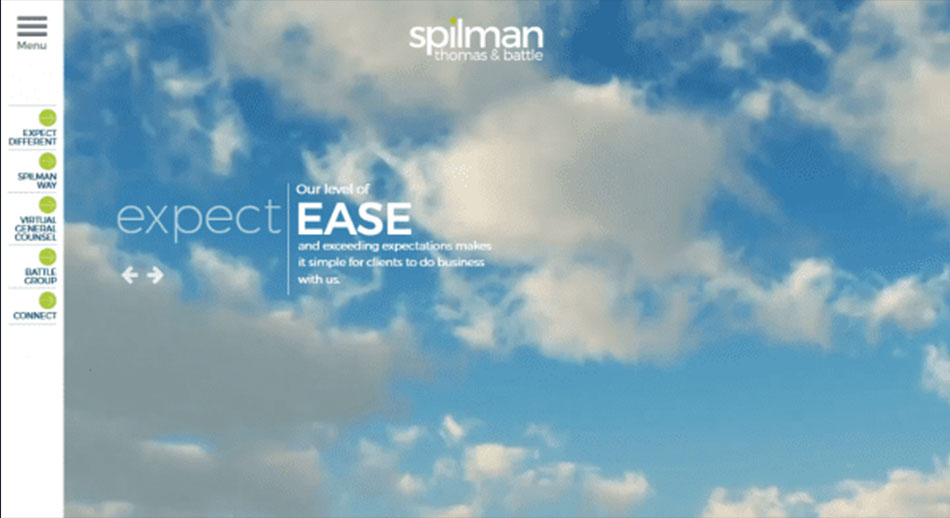 Menu
EXPECT
DIFFERENT
SPILMAN
WAY
VIRTUAL
GENERAL
COUNSEL
BATTLE
GROUP
CONNECT
spilman
thomas & battle
expect
Our level of
EASE
and exceeding expectations makes
it simple for clients to do business
with us.